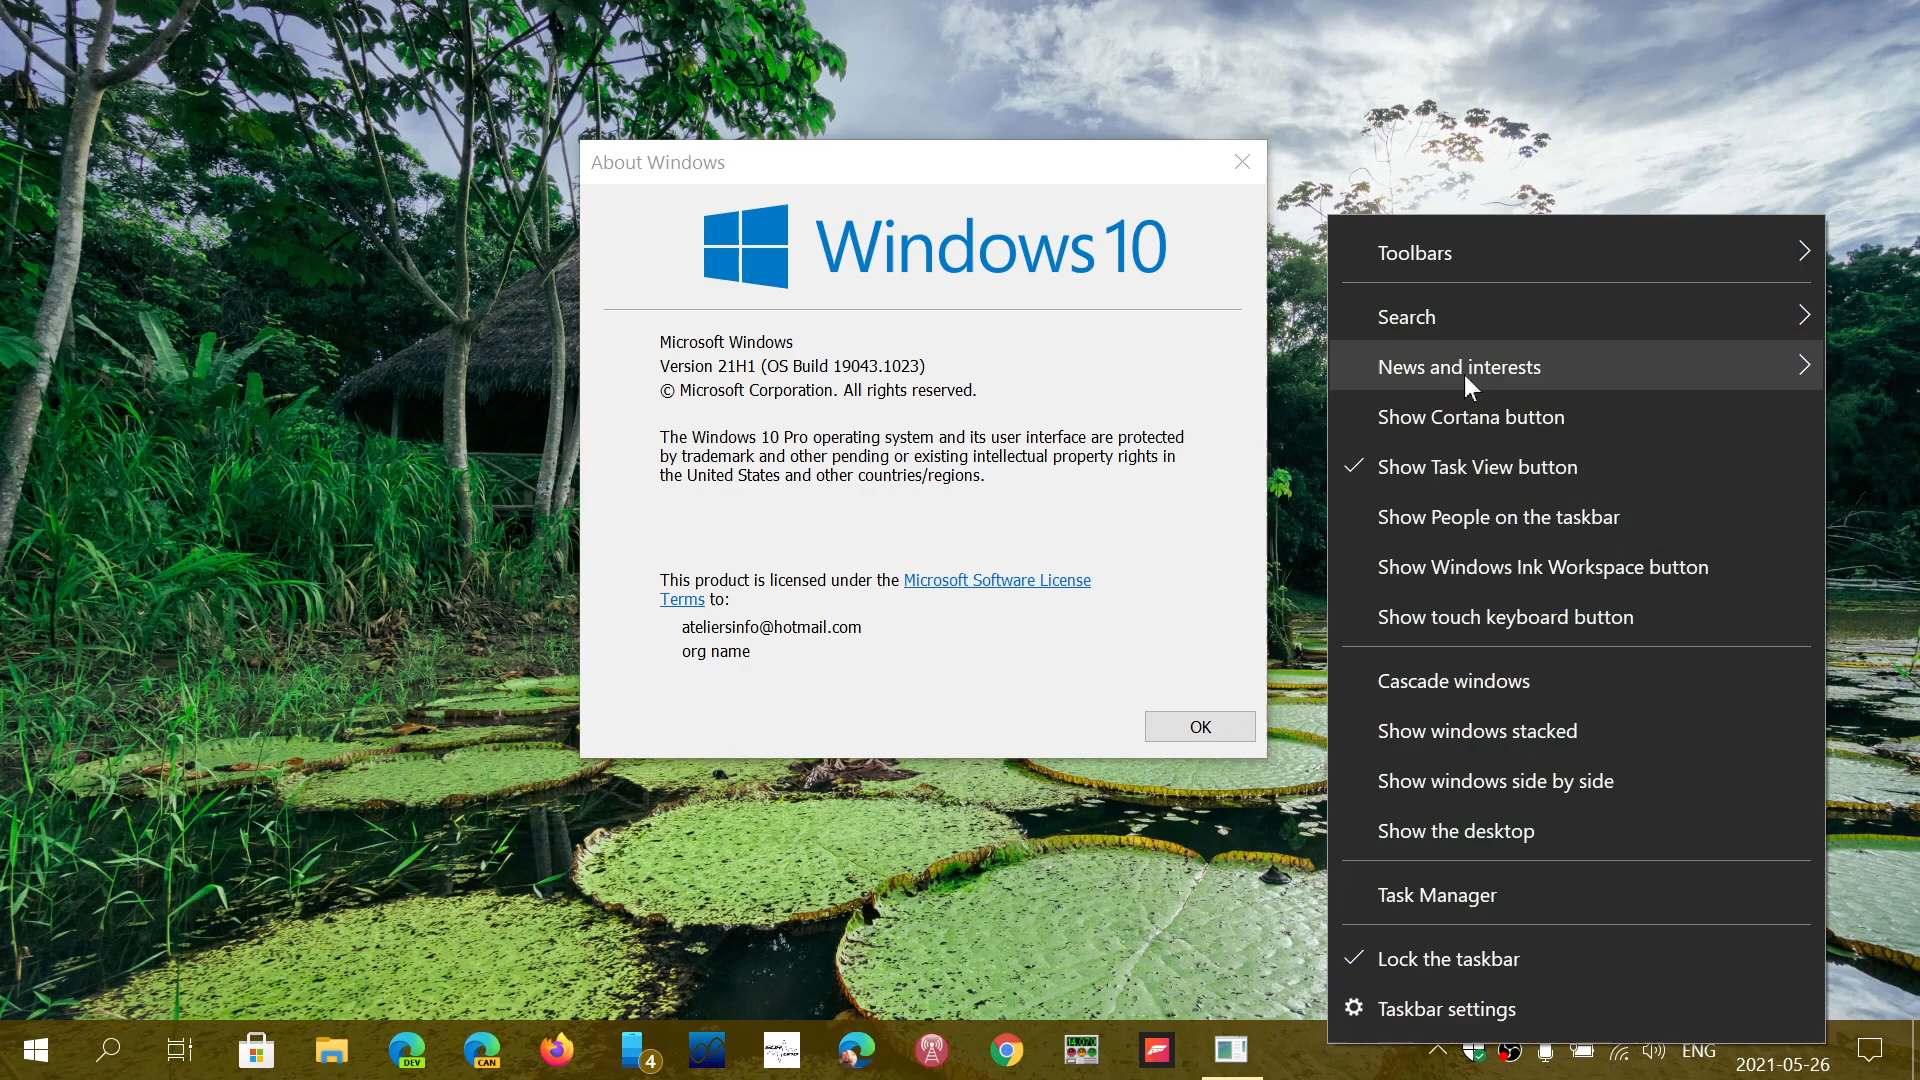 About Windows
Windows 10
Microsoft Windows
Version 21H1 (OS Build 19043.1023)
© Microsoft Corporation. All rights reserved.
The Windows 10 Pro operating system and its user interface are protected
by trademark and other pending or existing intellectual property rights in
the United States and other countries/regions.
This product is licensed under the Microsoft Software License
Terms to:
ateliersinfo@hotmail.com
org name
OK
Toolbars
Search
News and interests
Show Cortana button
Show Task View button
Show People on the taskbar
Show Windows Ink Workspace button
Show touch keyboard button
Cascade windows
Show windows stacked
Show windows side by side
Show the desktop
Task Manager
Lock the taskbar
Taskbar settings
DEV
CAN
4
14.070
ENG
2021-05-26